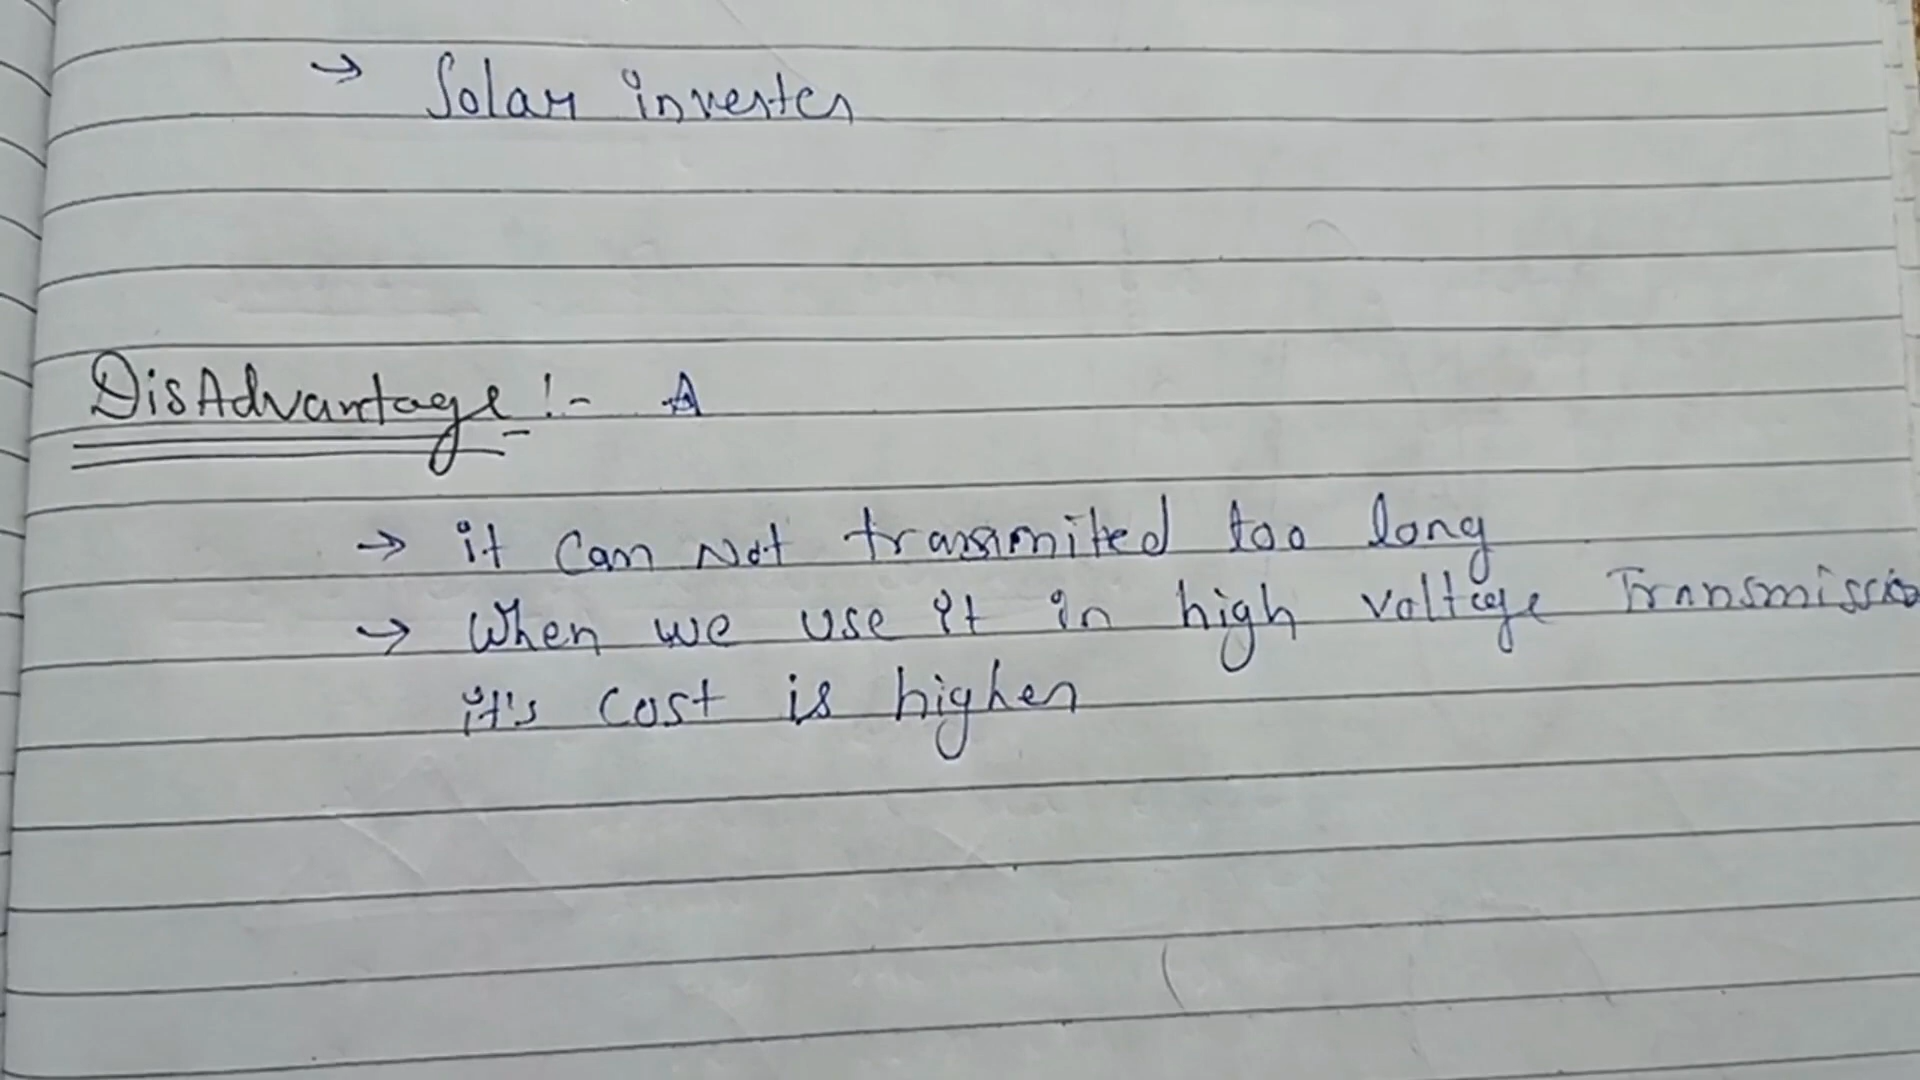 → Solar inverter
DisAdvantage :- A
→ it can Not transmited too long
→ When we use it in high voltage Transmissio
it's cost is higher